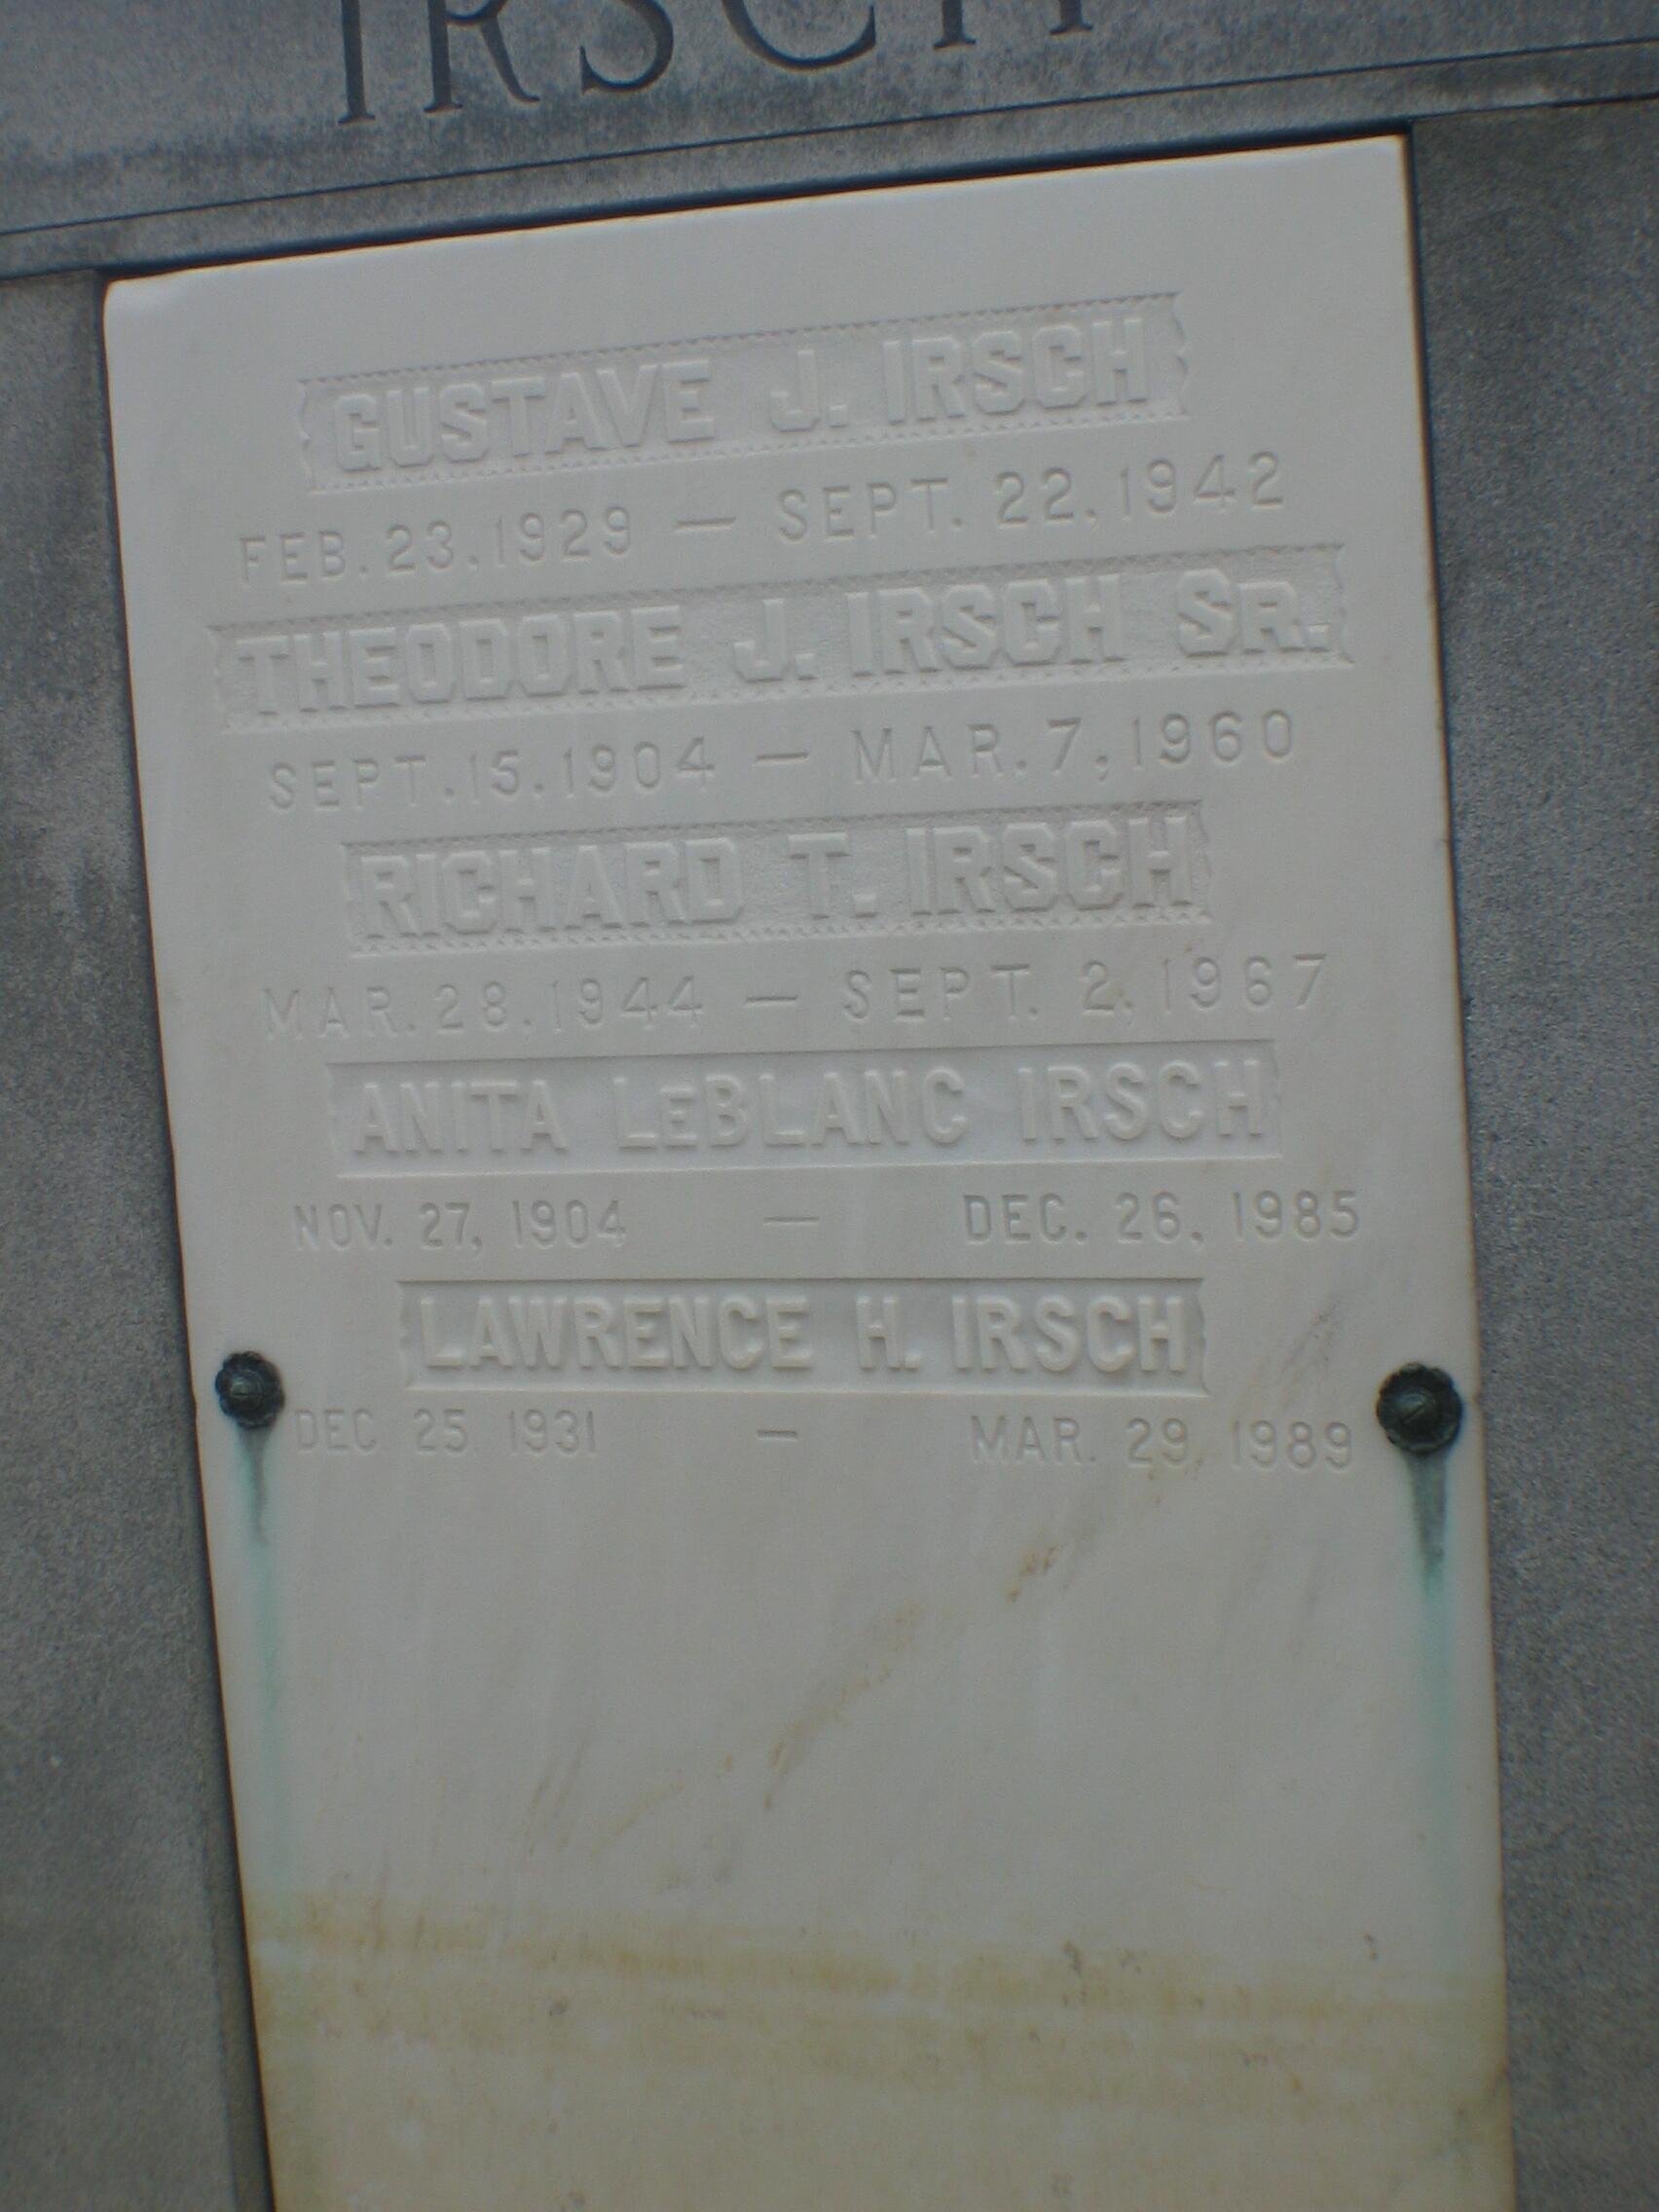 IRSCH
GUSTAVE J. IRSCH
FEB. 23. 1929 — SEPT. 22, 1942
THEODORE J. IRSCH SR.
SEPT. 15. 1904 — MAR. 7, 1960
RICHARD T. IRSCH
MAR. 28. 1944 — SEPT. 2, 1967
ANITA LEBLANC IRSCH
NOV. 27, 1904 — DEC. 26, 1985
LAWRENCE H. IRSCH
DEC 25 1931 — MAR. 29, 1989